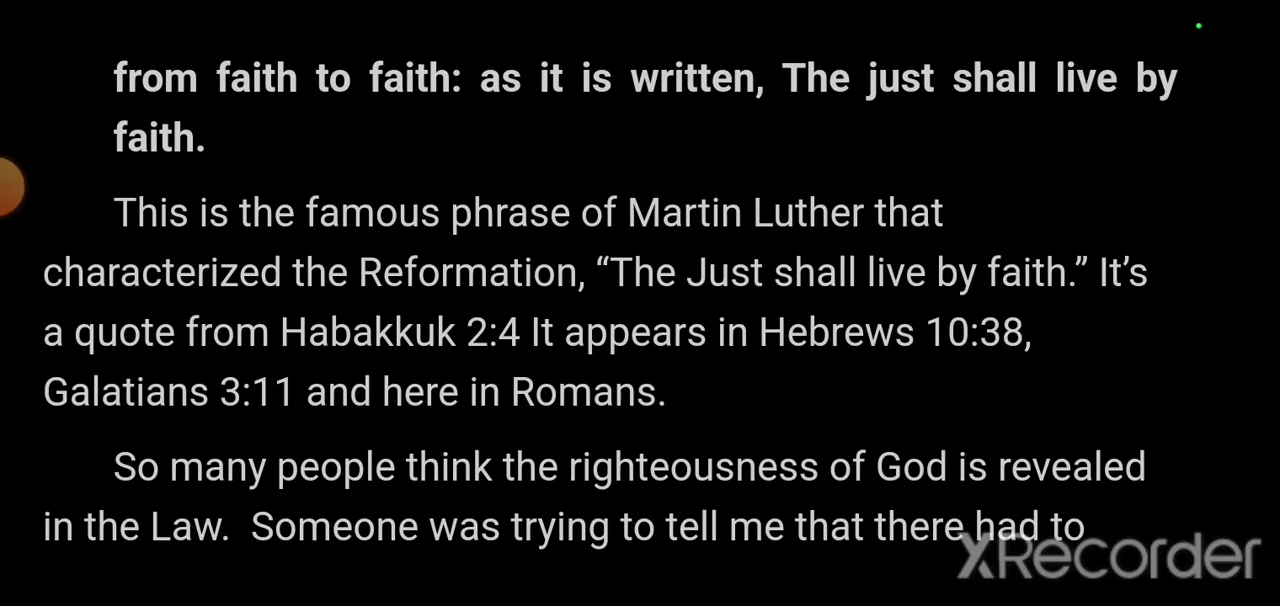 from faith to faith: as it is written, The just shall live by
faith.
This is the famous phrase of Martin Luther that
characterized the Reformation, “The Just shall live by faith.” It’s
a quote from Habakkuk 2:4 It appears in Hebrews 10:38,
Galatians 3:11 and here in Romans.
So many people think the righteousness of God is revealed
in the Law.  Someone was trying to tell me that there had to
XRecorder